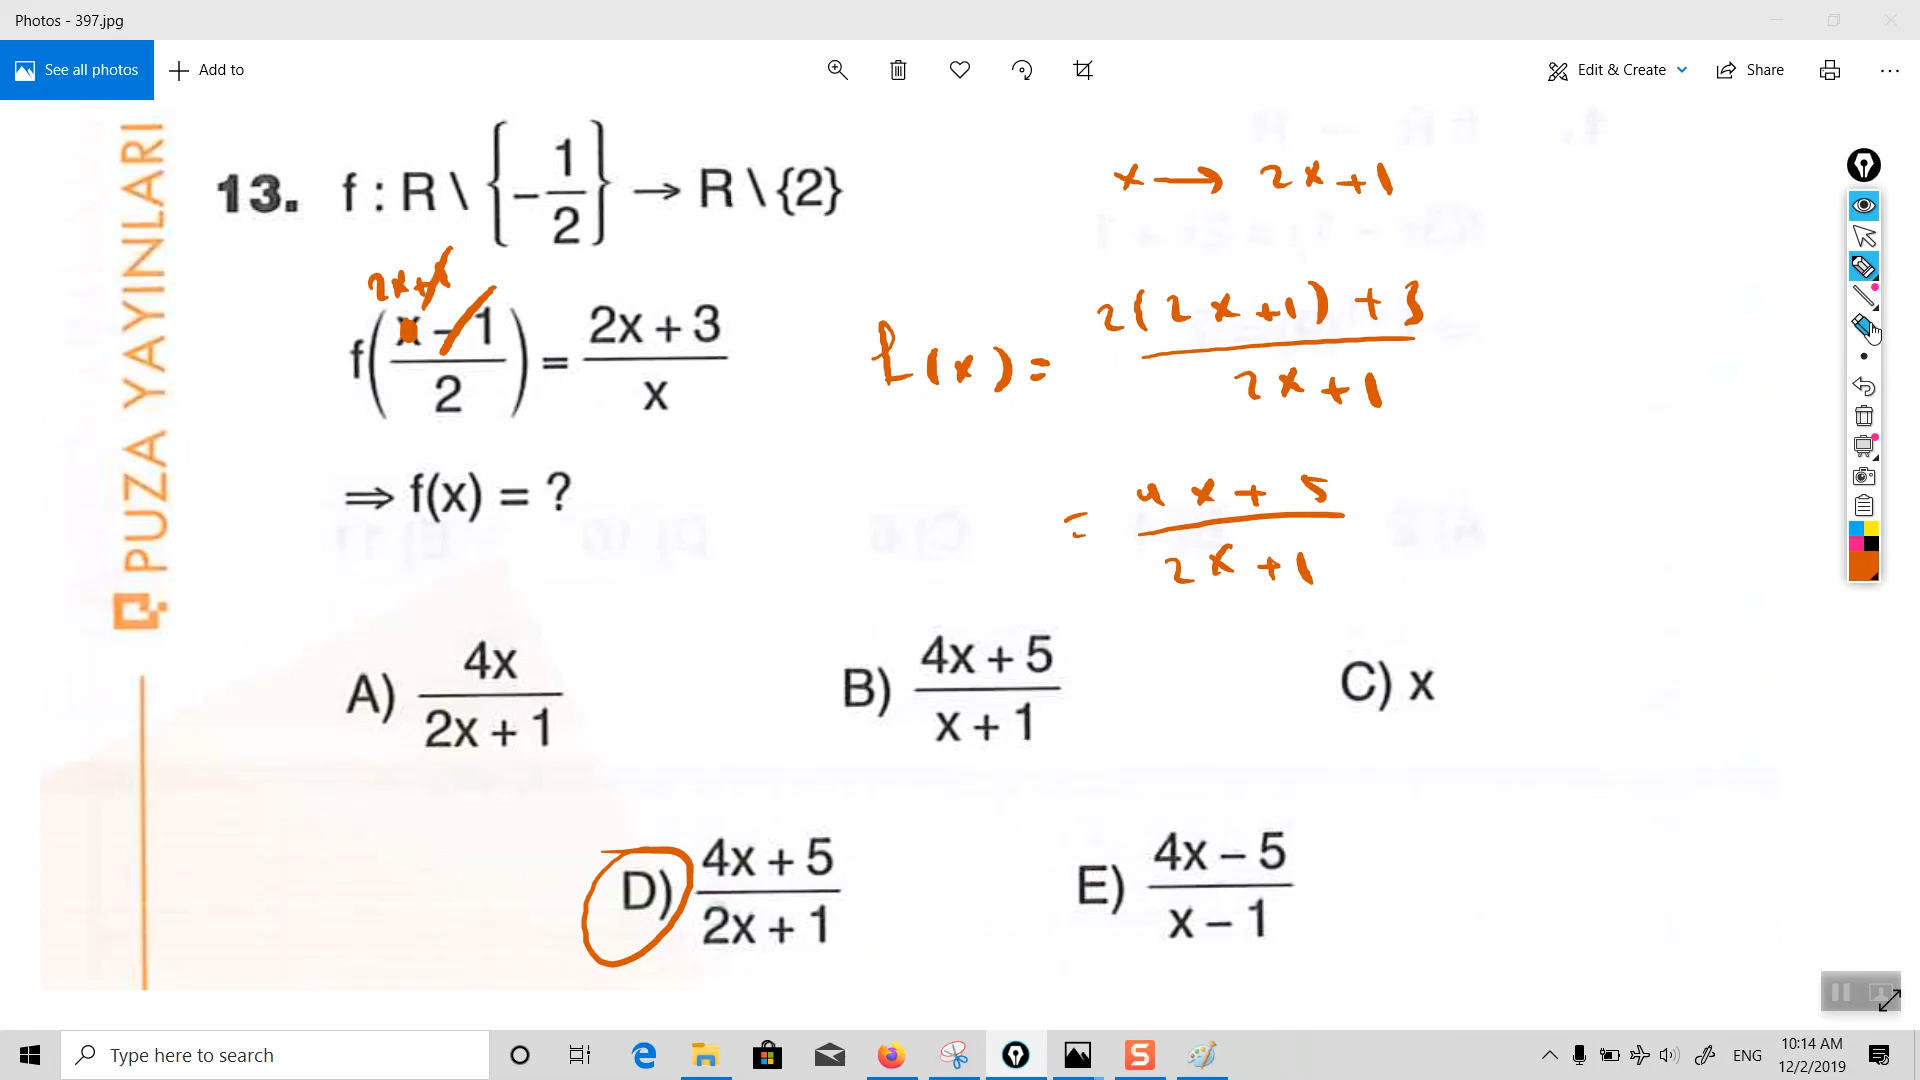 Photos - 397.jpg
See all photos
Add to
Edit & Create
Share
PUZA YAYINLARI
13. f : R \ {-1/2} → R \ {2}
x → 2x+1
2x+1
f((x - 1)/2) = (2x + 3)/x
f(x) = (2(2x+1)+3)/(2x+1)
⇒ f(x) = ?
= (4x+5)/(2x+1)
A) 4x/(2x + 1)
B) (4x + 5)/(x + 1)
C) x
D) (4x + 5)/(2x + 1)
E) (4x - 5)/(x - 1)
Type here to search
S
ENG
10:14 AM
12/2/2019